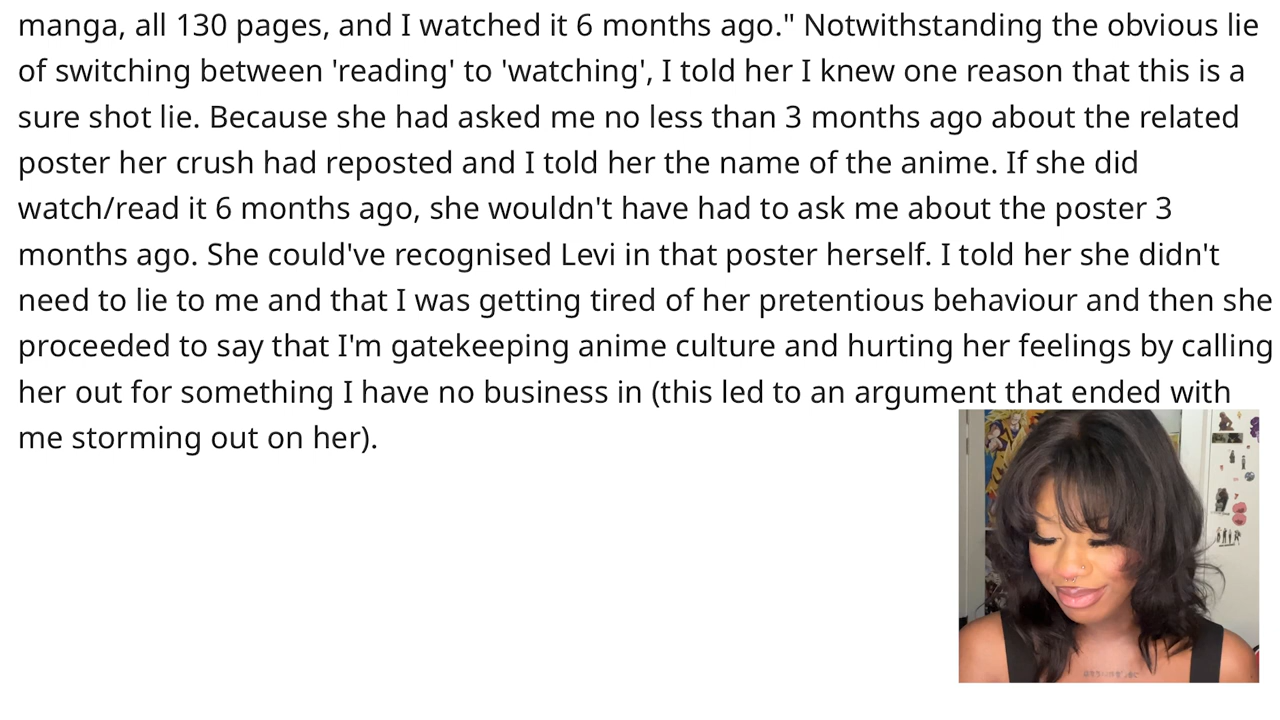 manga, all 130 pages, and I watched it 6 months ago." Notwithstanding the obvious lie
of switching between 'reading' to 'watching', I told her I knew one reason that this is a
sure shot lie. Because she had asked me no less than 3 months ago about the related
poster her crush had reposted and I told her the name of the anime. If she did
watch/read it 6 months ago, she wouldn't have had to ask me about the poster 3
months ago. She could've recognised Levi in that poster herself. I told her she didn't
need to lie to me and that I was getting tired of her pretentious behaviour and then she
proceeded to say that I'm gatekeeping anime culture and hurting her feelings by calling
her out for something I have no business in (this led to an argument that ended with
me storming out on her).